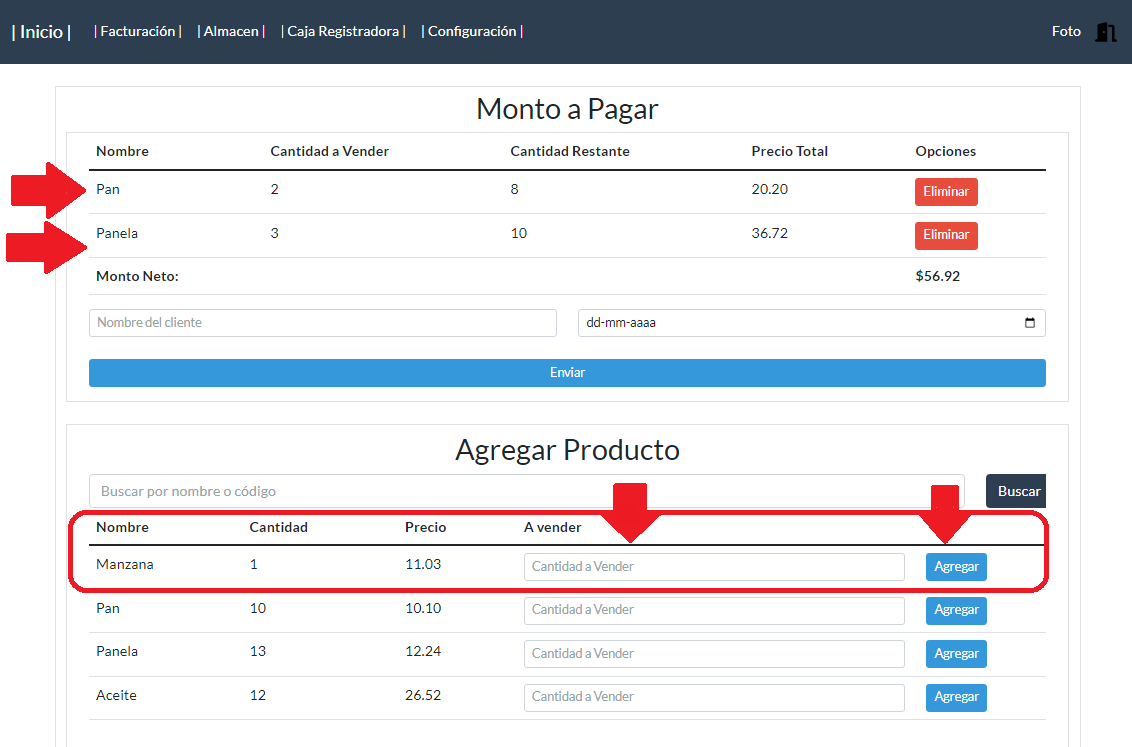 | Inicio | | Facturación | | Almacen | | Caja Registradora | | Configuración | Foto
Monto a Pagar
Nombre Cantidad a Vender Cantidad Restante Precio Total Opciones
Pan 2 8 20.20 Eliminar
Panela 3 10 36.72 Eliminar
Monto Neto: $56.92
Nombre del cliente dd-mm-aaaa
Enviar
Agregar Producto
Buscar por nombre o código Buscar
Nombre Cantidad Precio A vender
Manzana 1 11.03 Cantidad a Vender Agregar
Pan 10 10.10 Cantidad a Vender Agregar
Panela 13 12.24 Cantidad a Vender Agregar
Aceite 12 26.52 Cantidad a Vender Agregar